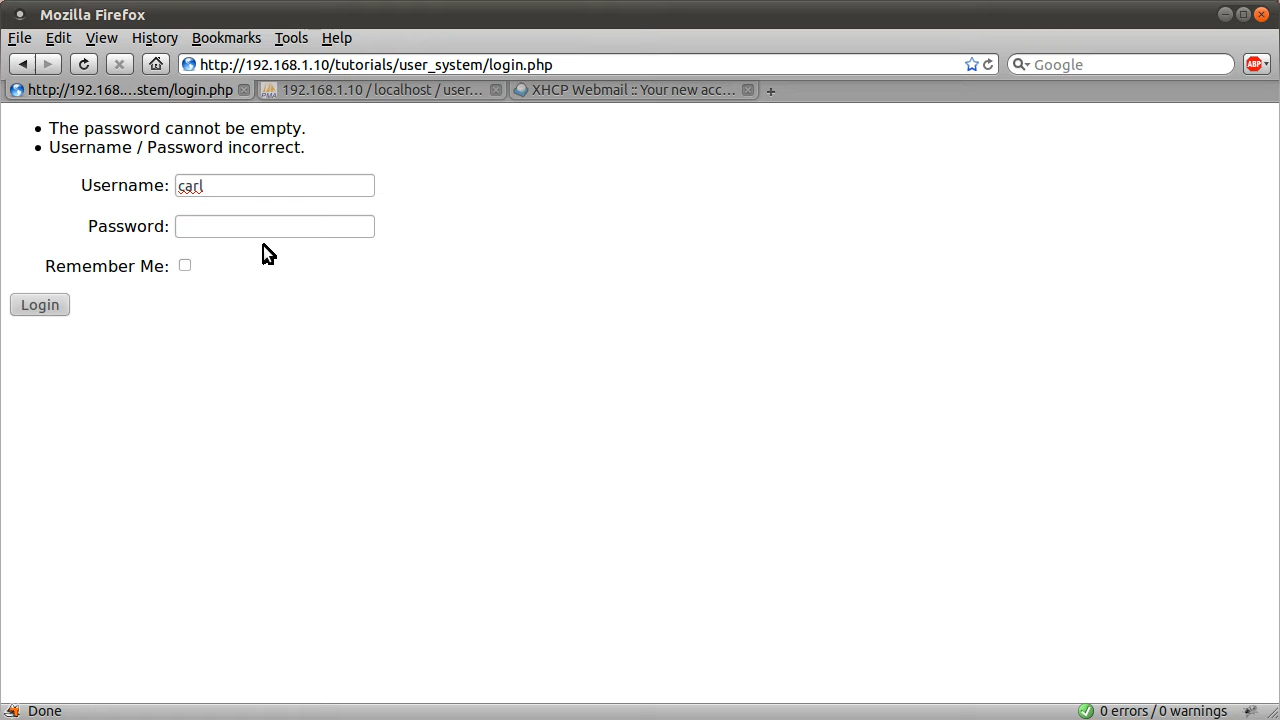 Mozilla Firefox
File Edit View History Bookmarks Tools Help
http://192.168.1.10/tutorials/user_system/login.php Google ABP
http://192.168....stem/login.php 192.168.1.10 / localhost / user... XHCP Webmail :: Your new acc... +
• The password cannot be empty.
• Username / Password incorrect.
Username: carl
Password:
Remember Me:
Login
Done 0 errors / 0 warnings